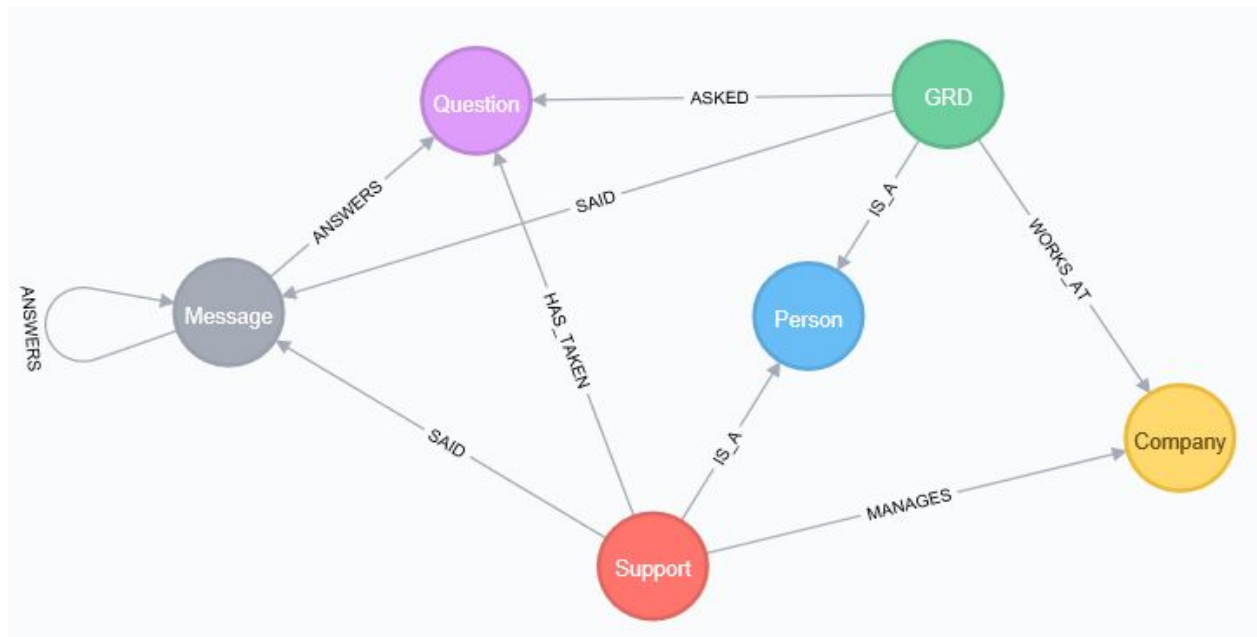 Question
ASKED
GRD
ANSWERS
SAID
IS_A
WORKS_AT
ANSWERS
Message
HAS_TAKEN
Person
SAID
IS_A
MANAGES
Company
Support